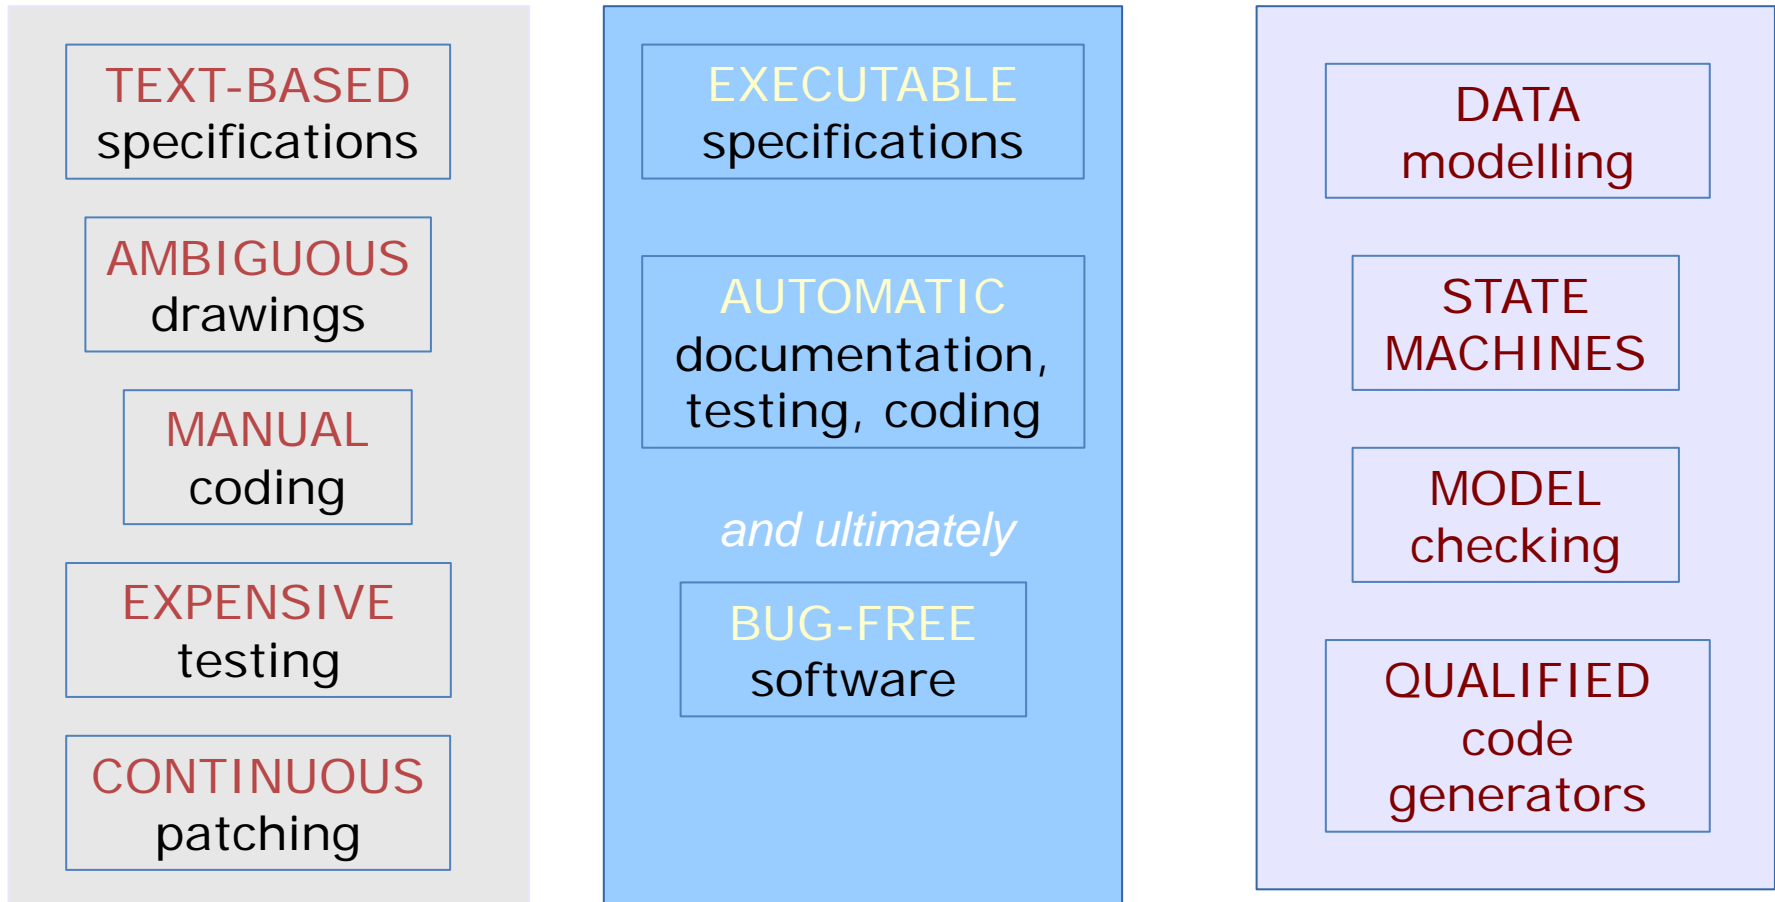 TEXT-BASED
specifications
AMBIGUOUS
drawings
MANUAL
coding
EXPENSIVE
testing
CONTINUOUS
patching
EXECUTABLE
specifications
AUTOMATIC
documentation,
testing, coding
and ultimately
BUG-FREE
software
DATA
modelling
STATE
MACHINES
MODEL
checking
QUALIFIED
code
generators